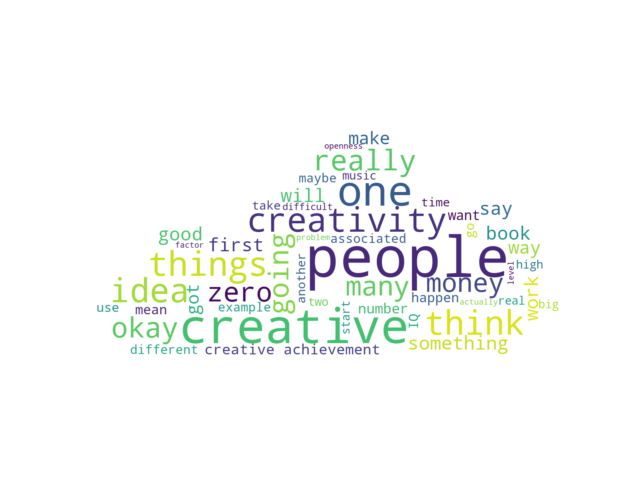 make
openness
really
maybe music
will one
take difficult time want say
creativity
good first associated go book
factor problem way
things going people level high
another
idea got zero many money work
happen actually real big
use mean example two start number IQ
okay creative think
something
different creative achievement